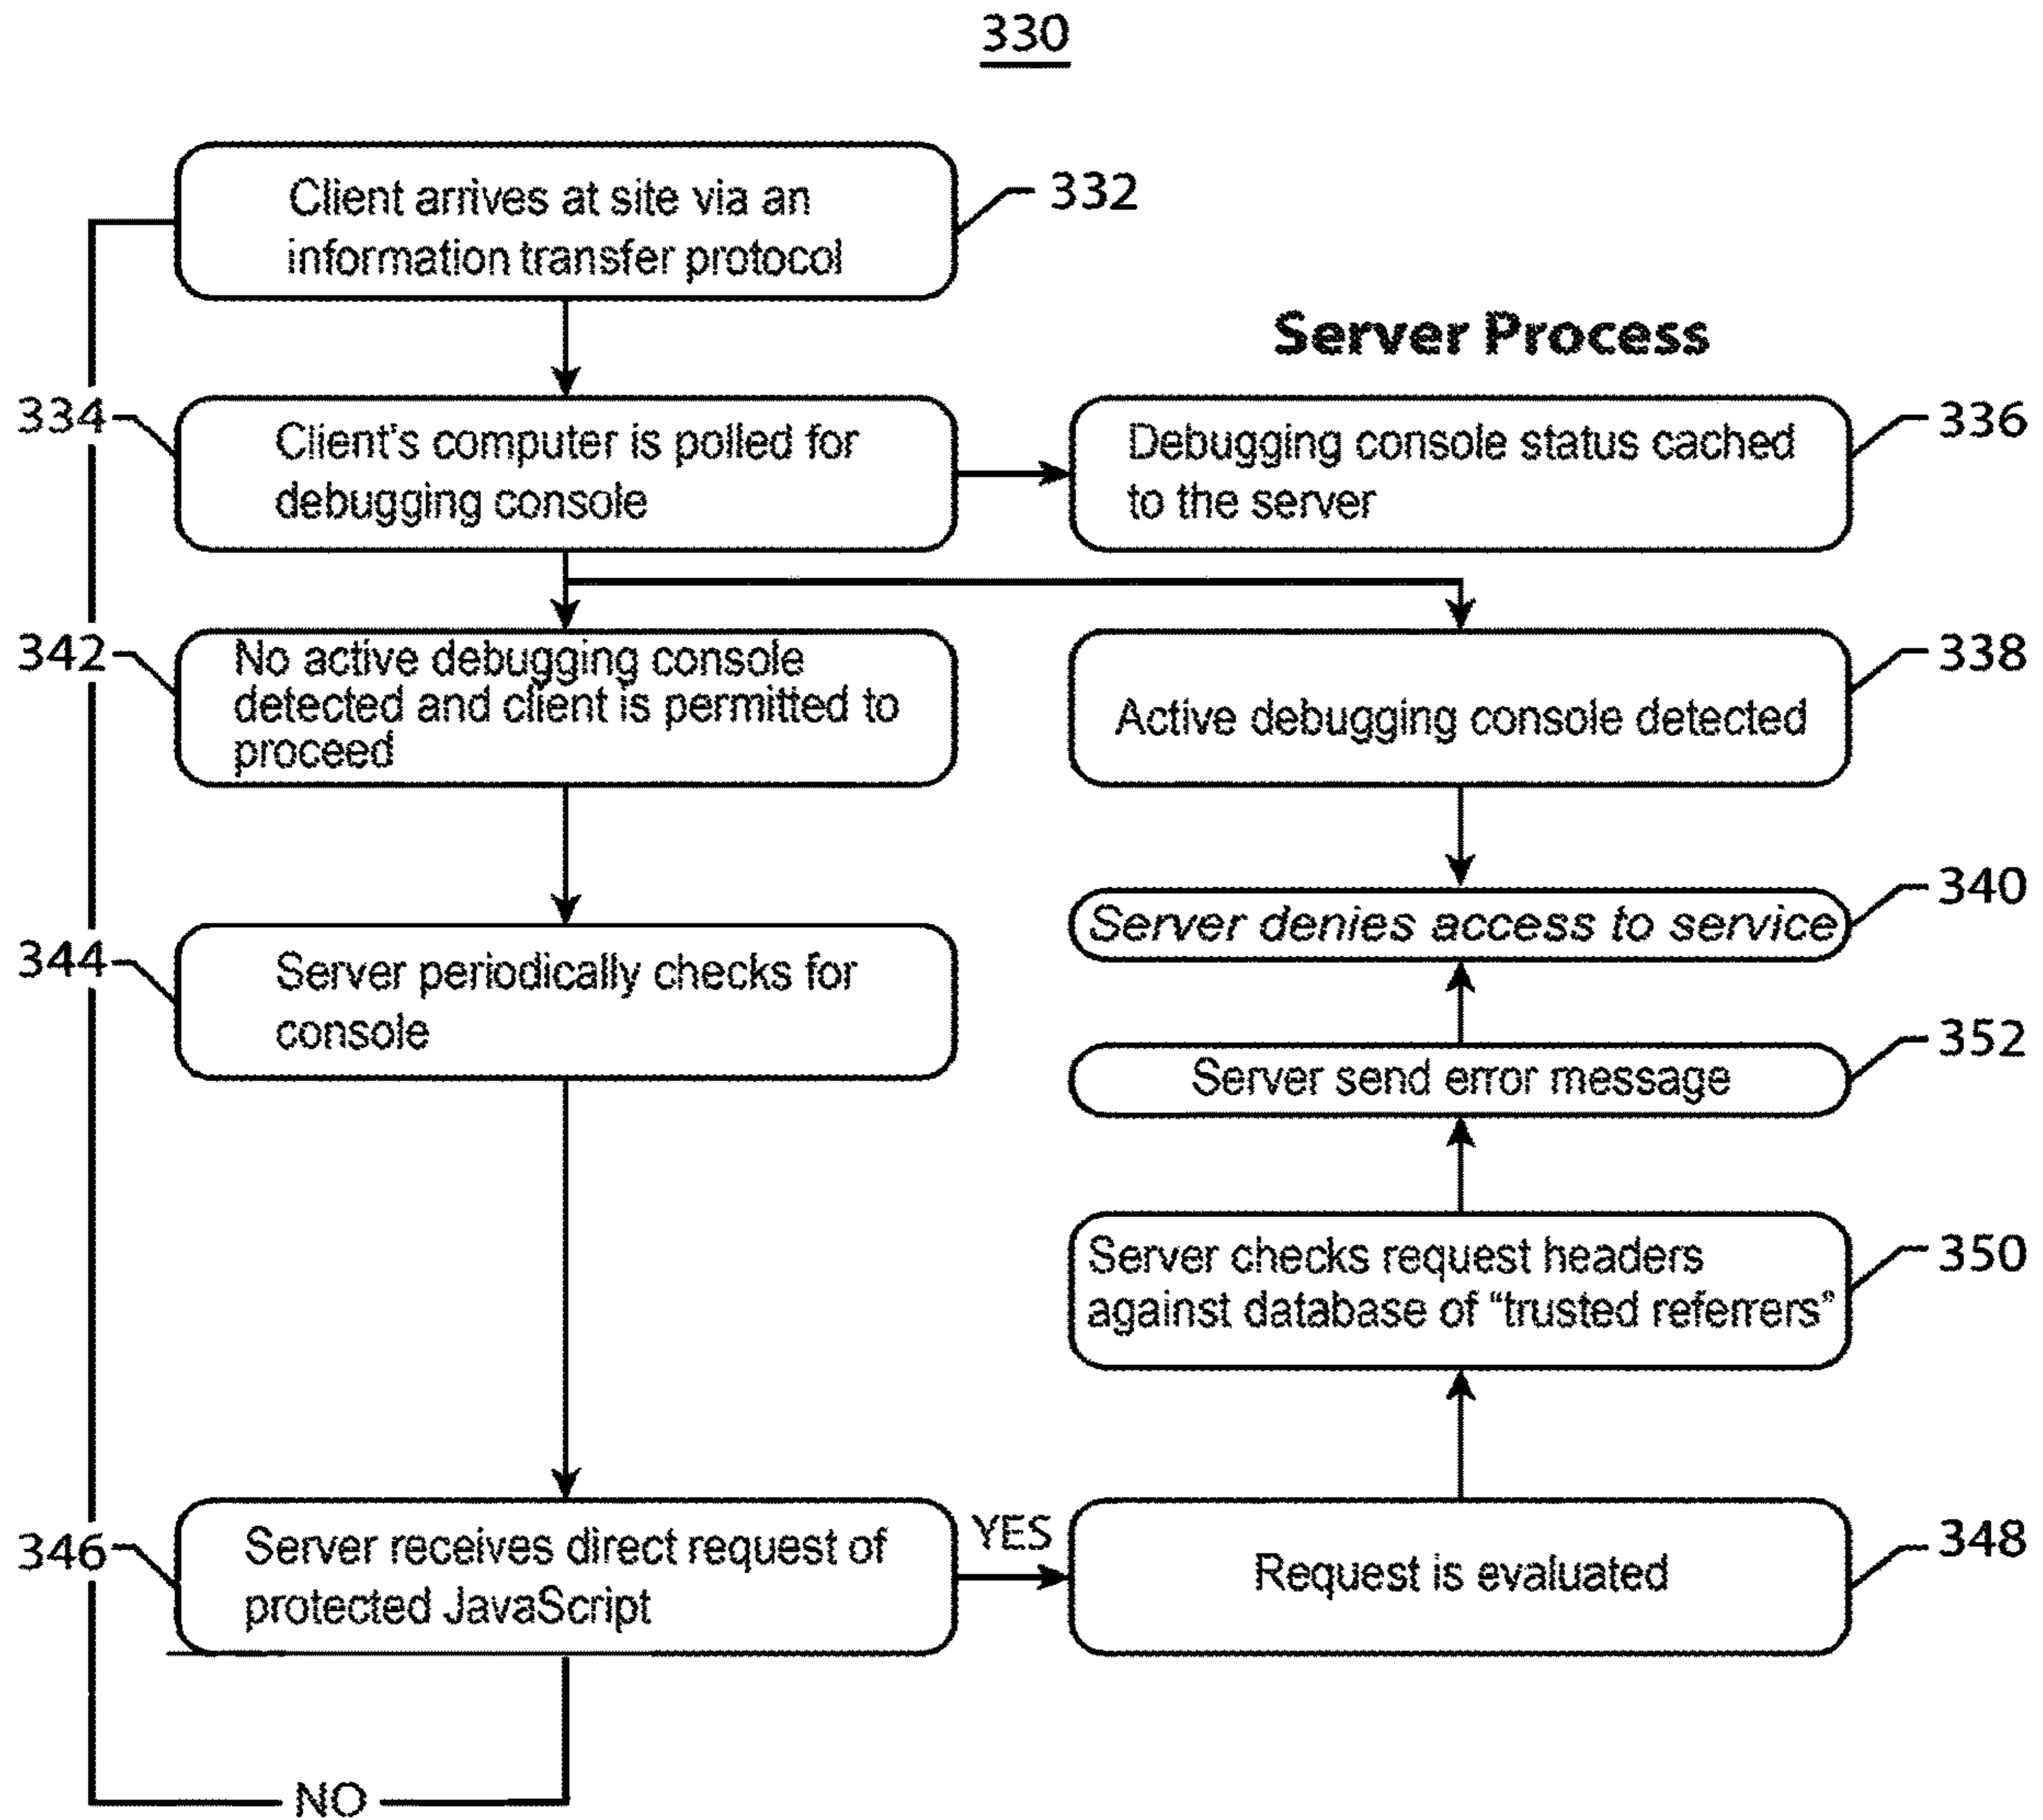 330
Client arrives at site via an
information transfer protocol
332
Server Process
334
Client's computer is polled for
debugging console
Debugging console status cached
to the server
336
342
No active debugging console
detected and client is permitted to
proceed
Active debugging console detected
338
Server denies access to service
340
344
Server periodically checks for
console
Server send error message
352
Server checks request headers
against database of “trusted referrers”
350
346
Server receives direct request of
protected JavaScript
YES
Request is evaluated
348
NO